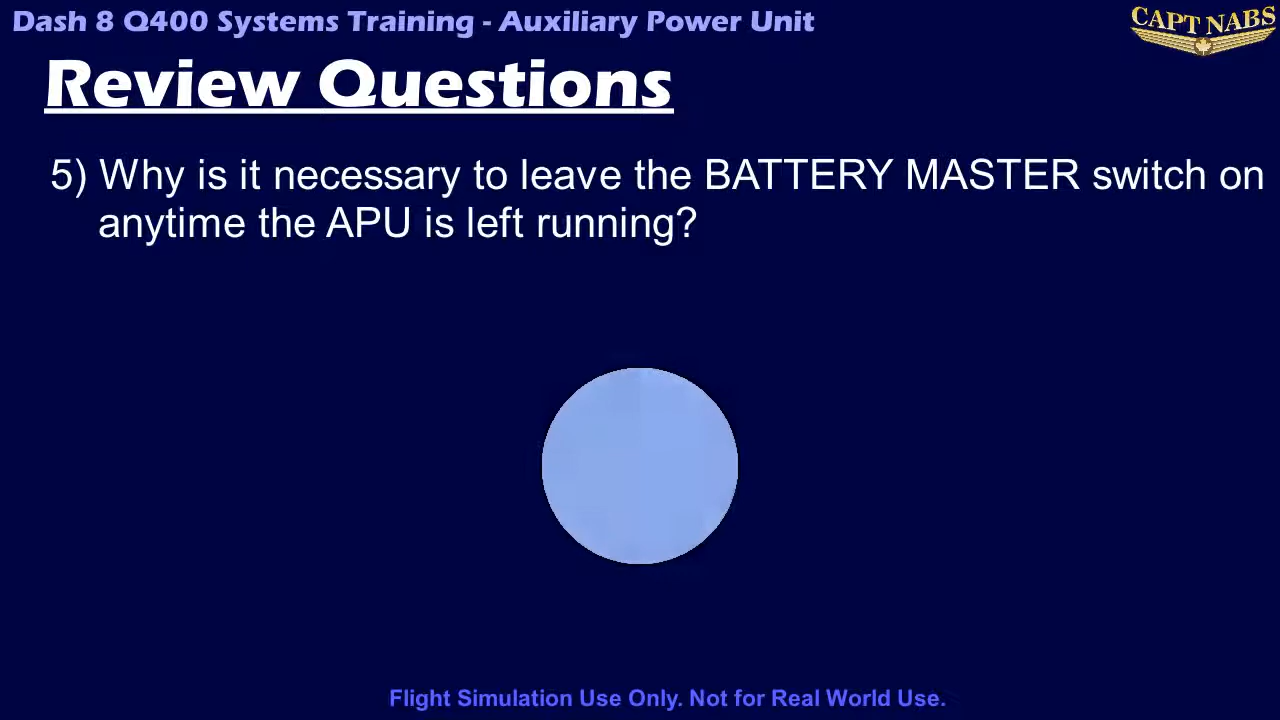 Dash 8 Q400 Systems Training - Auxiliary Power Unit
CAPT NABS
Review Questions
5) Why is it necessary to leave the BATTERY MASTER switch on
anytime the APU is left running?
Flight Simulation Use Only. Not for Real World Use.